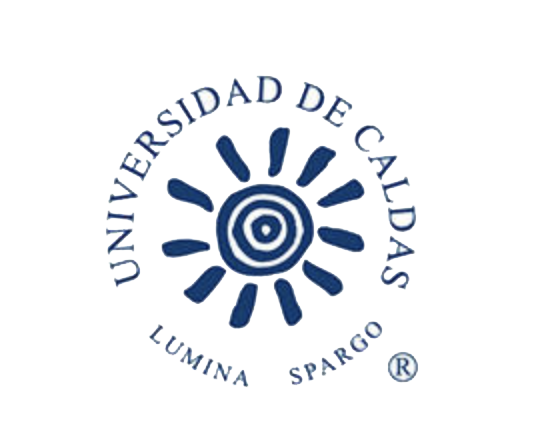 UNIVERSIDAD DE CALDAS
LUMINA SPARGO
®